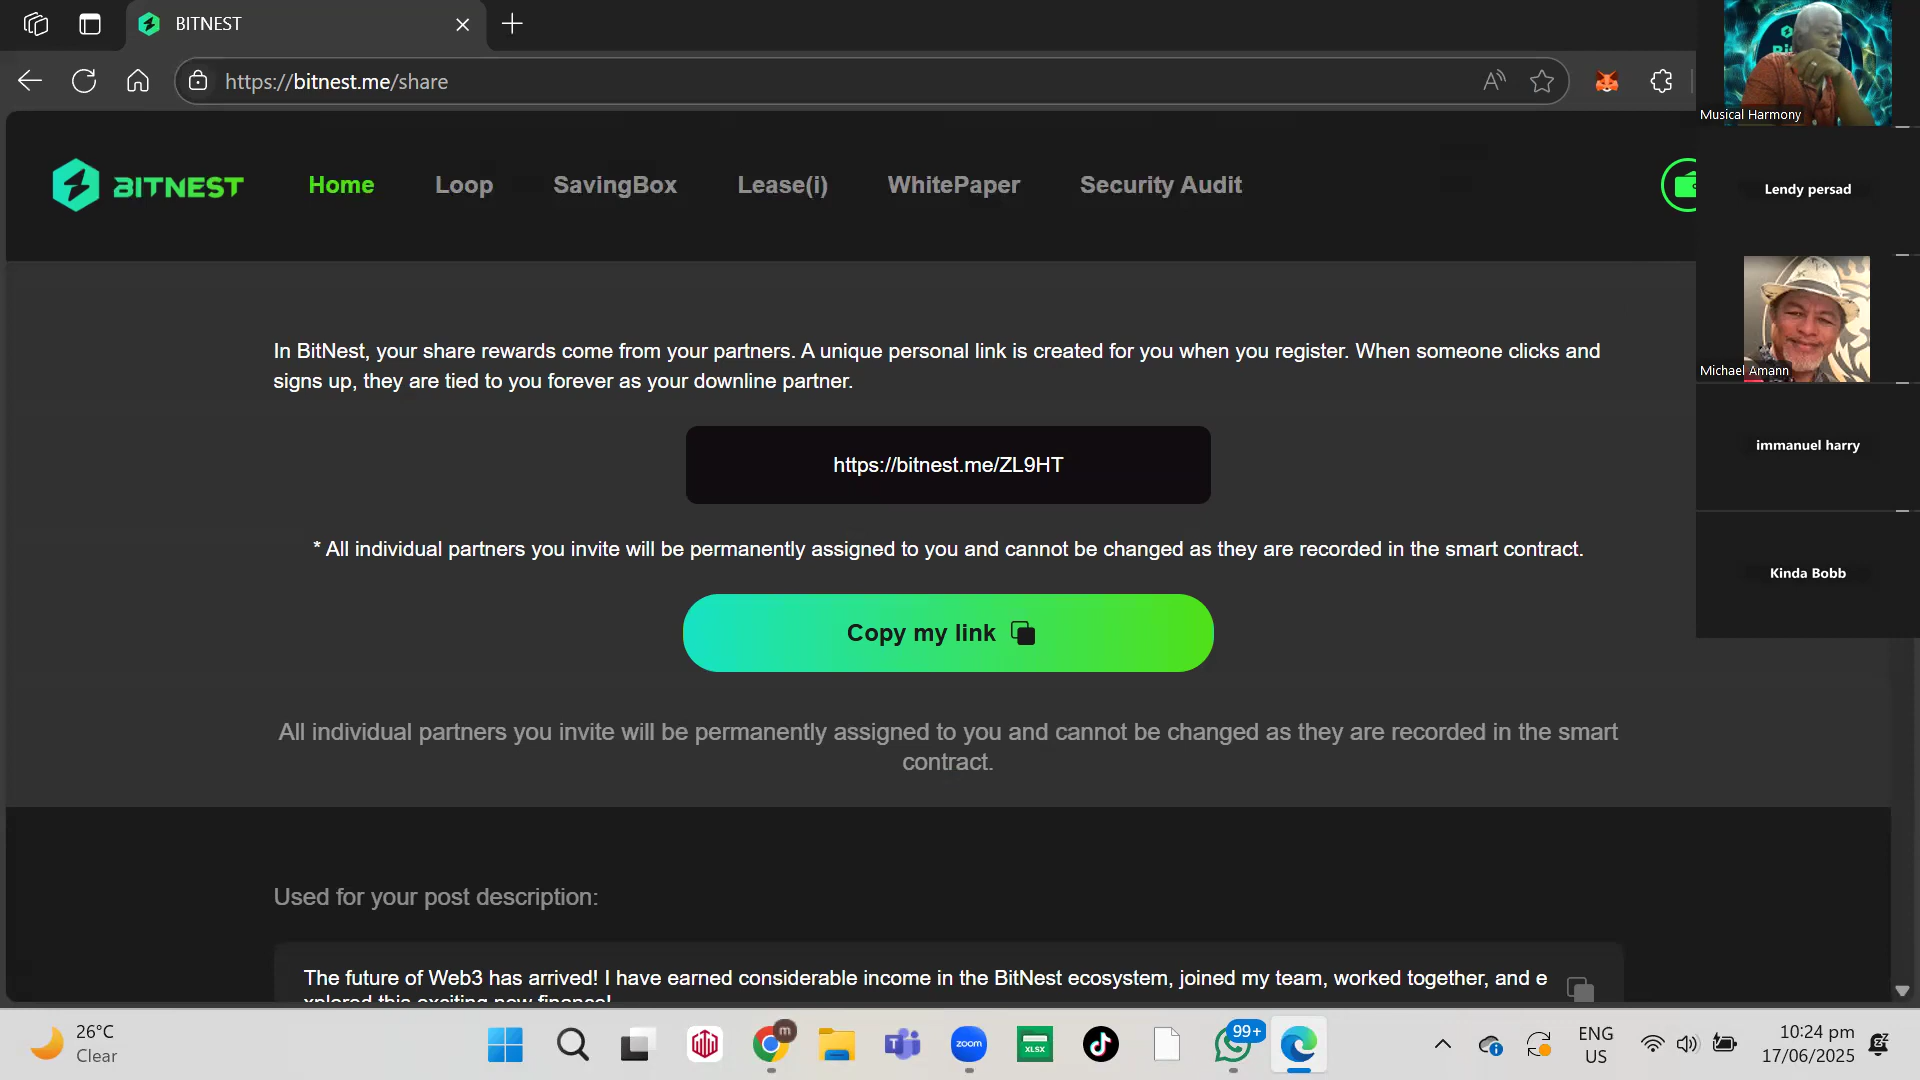 BITNEST
https://bitnest.me/share
BITNEST
Home
Loop
SavingBox
Lease(i)
WhitePaper
Security Audit
In BitNest, your share rewards come from your partners. A unique personal link is created for you when you register. When someone clicks and
signs up, they are tied to you forever as your downline partner.
https://bitnest.me/ZL9HT
* All individual partners you invite will be permanently assigned to you and cannot be changed as they are recorded in the smart contract.
Copy my link
All individual partners you invite will be permanently assigned to you and cannot be changed as they are recorded in the smart
contract.
Used for your post description:
The future of Web3 has arrived! I have earned considerable income in the BitNest ecosystem, joined my team, worked together, and e
xplored this exciting new finance!
Musical Harmony
Lendy persad
Michael Amann
immanuel harry
Kinda Bobb
26°C
Clear
m
zoom
XLSX
99+
ENG
US
10:24 pm
17/06/2025